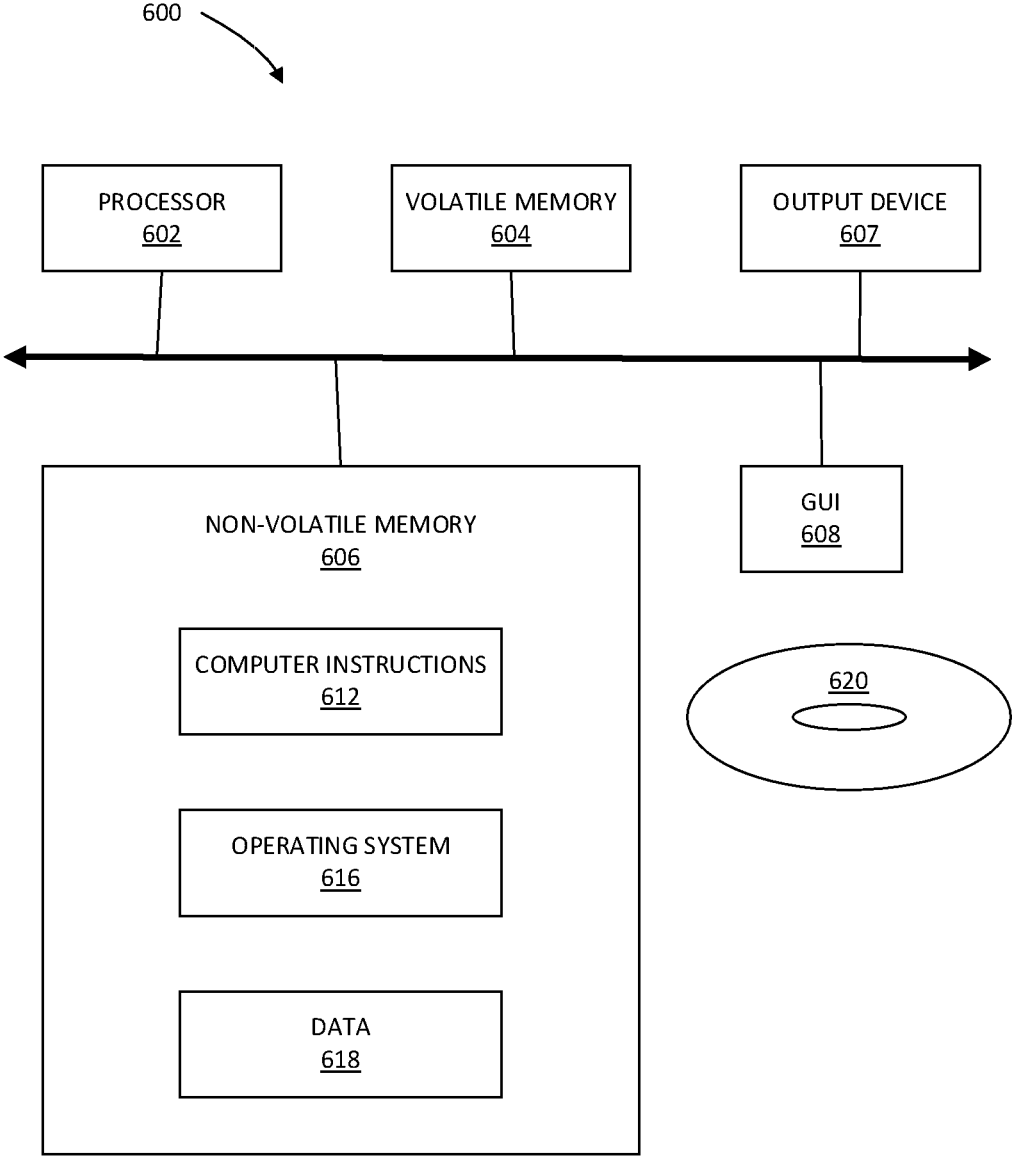 600
PROCESSOR
602
VOLATILE MEMORY
604
OUTPUT DEVICE
607
NON-VOLATILE MEMORY
606
COMPUTER INSTRUCTIONS
612
OPERATING SYSTEM
616
DATA
618
GUI
608
620